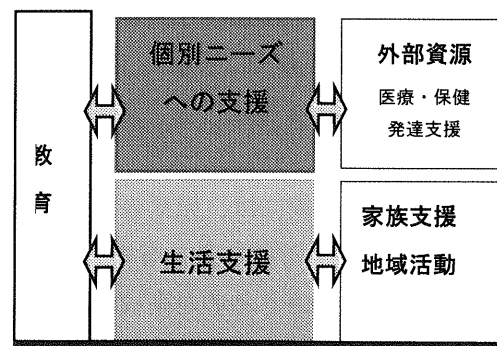 教
育
個別ニーズ
への支援
外部資源
医療・保健
発達支援
生活支援
家族支援
地域活動